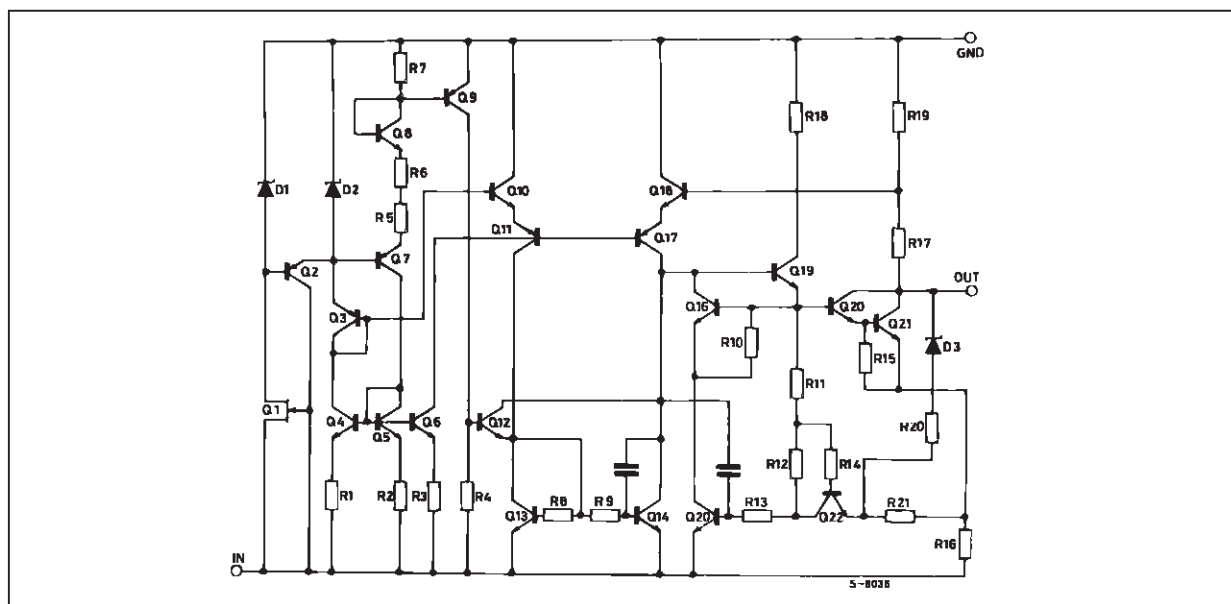 GND
R7
Q9
Q8
R18
R19
R6
D1
D2
Q10
Q18
R5
Q11
Q17
R17
Q2
Q7
OUT
Q19
Q3
Q16
Q20
Q21
R10
R15
D3
R11
Q1
Q4
Q5
Q6
Q12
R20
R12
R14
R1
R2
R3
R4
R8
R9
Q13
Q14
Q20
R13
Q22
R21
R16
IN
S-8036